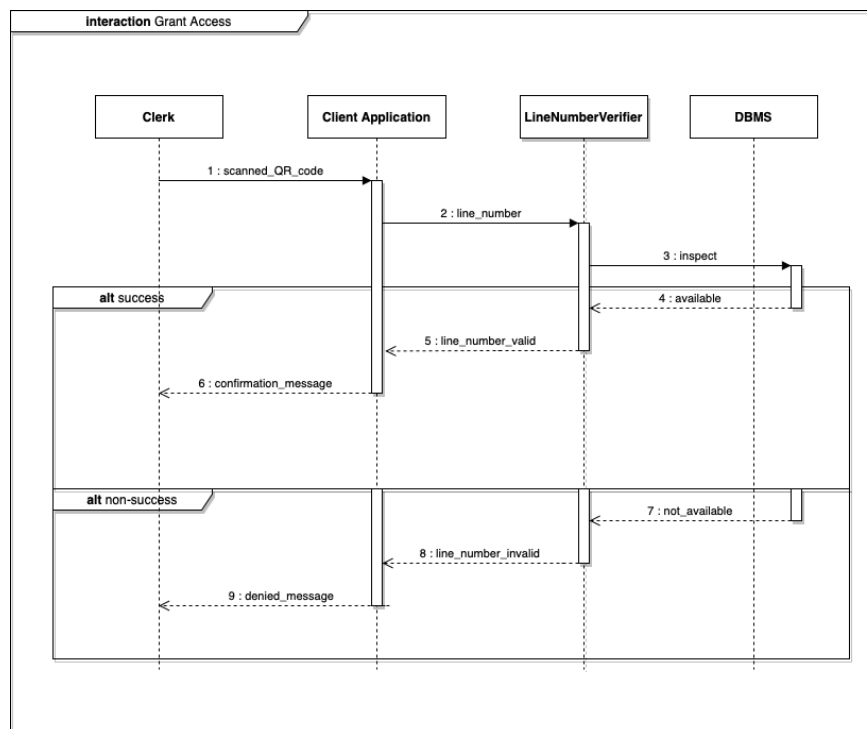 interaction Grant Access
Clerk
Client Application
LineNumberVerifier
DBMS
1 : scanned_QR_code
2 : line_number
3 : inspect
alt success
4 : available
5 : line_number_valid
6 : confirmation_message
alt non-success
7 : not_available
8 : line_number_invalid
9 : denied_message